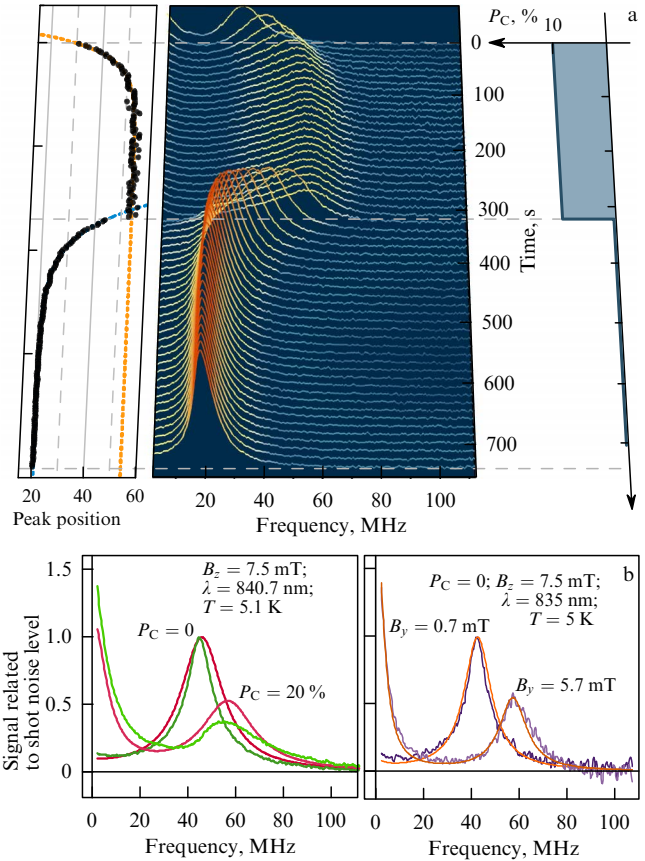 P_C, % 10 a
0
100
200
300
400
500
600
700
Time, s
20 40 60
Peak position
20 40 60 80 100
Frequency, MHz
1.5
1.0
0.5
0
Signal related
to shot noise level
B_z = 7.5 mT;
λ = 840.7 nm;
T = 5.1 K
P_C = 0
P_C = 20 %
0 20 40 60 80 100
Frequency, MHz
b
P_C = 0; B_z = 7.5 mT;
λ = 835 nm;
T = 5 K
B_y = 0.7 mT
B_y = 5.7 mT
0 20 40 60 80 100
Frequency, MHz